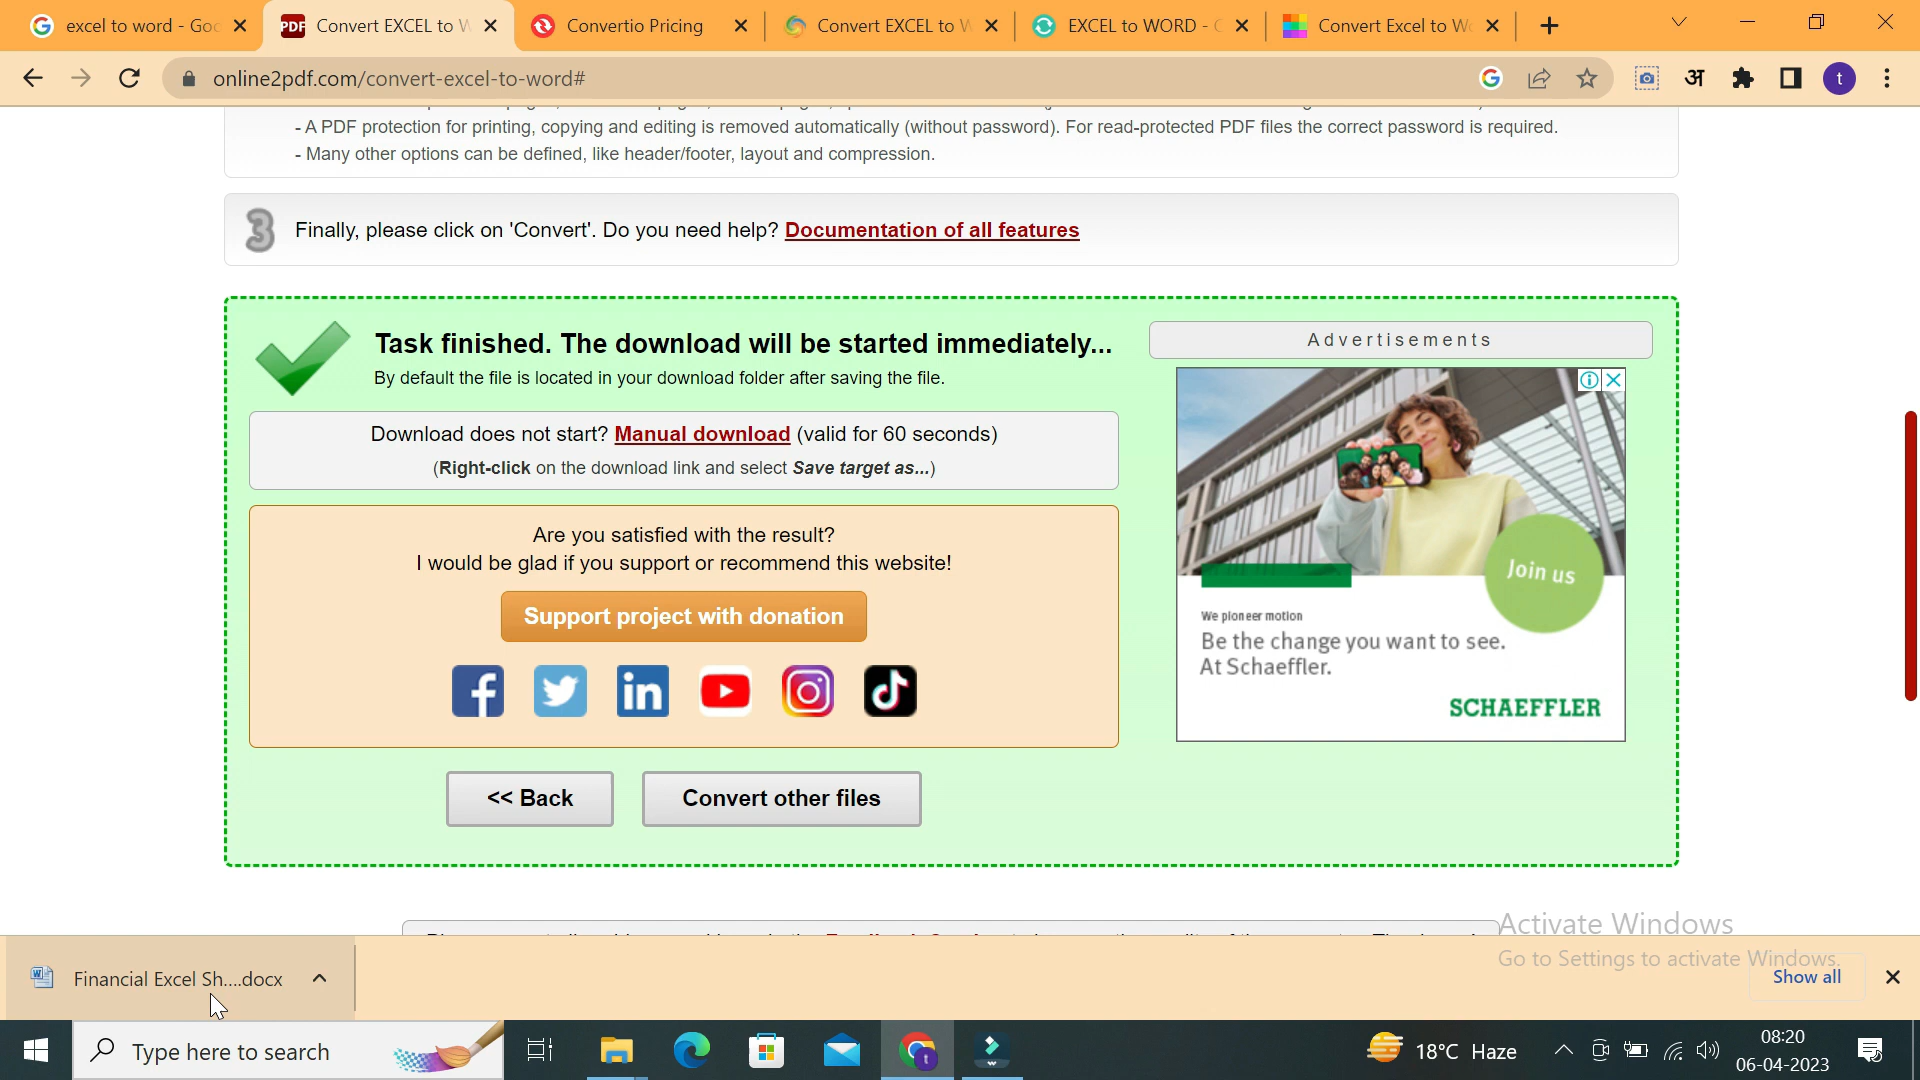 excel to word - Goo
Convert EXCEL to W
Convertio Pricing
Convert EXCEL to W
EXCEL to WORD - C
Convert Excel to Wo
online2pdf.com/convert-excel-to-word#
अ
t
- A PDF protection for printing, copying and editing is removed automatically (without password). For read-protected PDF files the correct password is required.
- Many other options can be defined, like header/footer, layout and compression.
3 Finally, please click on 'Convert'. Do you need help? Documentation of all features
Task finished. The download will be started immediately...
By default the file is located in your download folder after saving the file.
Download does not start? Manual download (valid for 60 seconds)
(Right-click on the download link and select Save target as...)
Are you satisfied with the result?
I would be glad if you support or recommend this website!
Support project with donation
<< Back
Convert other files
Advertisements
Join us
We pioneer motion
Be the change you want to see.
At Schaeffler.
SCHAEFFLER
Activate Windows
Go to Settings to activate Windows.
Financial Excel Sh....docx
Show all
Type here to search
18°C Haze
08:20
06-04-2023